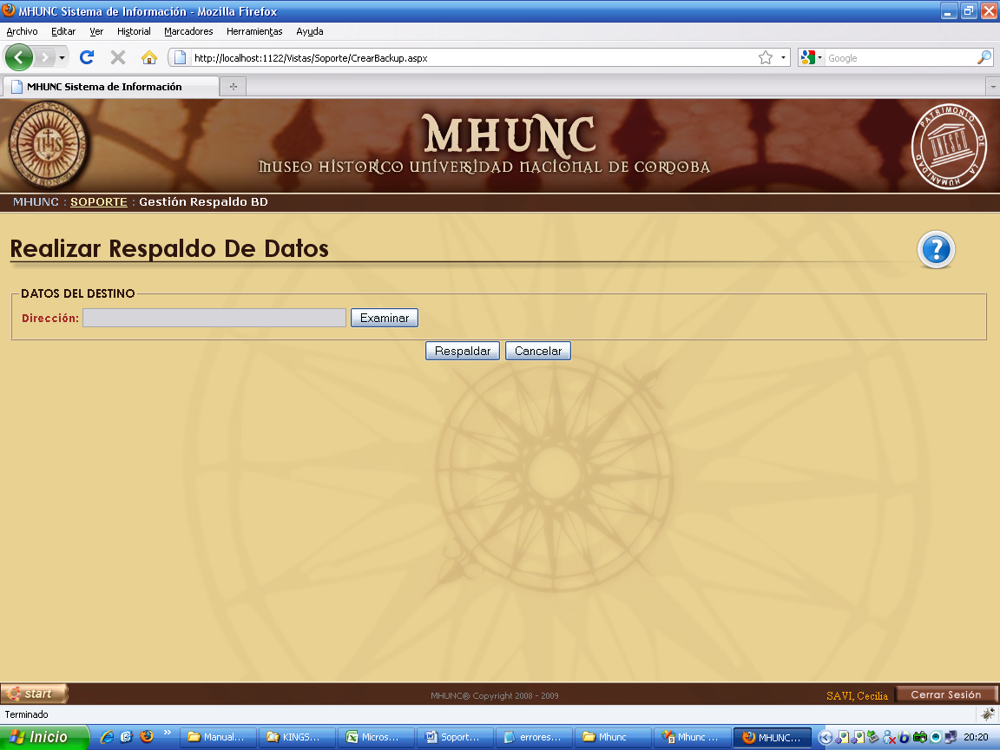 MHUNC Sistema de Información - Mozilla Firefox
Archivo Editar Ver Historial Marcadores Herramientas Ayuda
http://localhost:1122/Vistas/Soporte/CrearBackup.aspx
Google
MHUNC Sistema de Información
MHUNC
MUSEO HISTORICO UNIVERSIDAD NACIONAL DE CORDOBA
IHS
PATRIMONIO DE LA HUMANIDAD
UNESCO
MHUNC : SOPORTE : Gestión Respaldo BD
Realizar Respaldo De Datos
?
DATOS DEL DESTINO
Dirección:
Examinar
Respaldar Cancelar
start
MHUNC® Copyright 2008 - 2009
SAVI, Cecilia
Cerrar Sesión
Terminado
Inicio
Manual...
KINGS...
Micros...
Soport...
errores...
Mhunc
Mhunc ...
MHUNC...
20:20